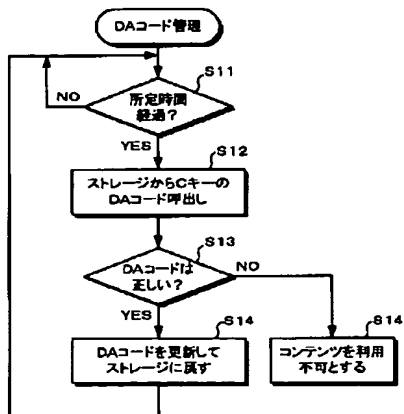 DAコード管理
S11
所定時間
経過?
NO
YES
S12
ストレージからCキーの
DAコード呼出し
S13
DAコードは
正しい?
NO
YES
S14
DAコードを更新して
ストレージに戻す
S14
コンテンツを利用
不可とする